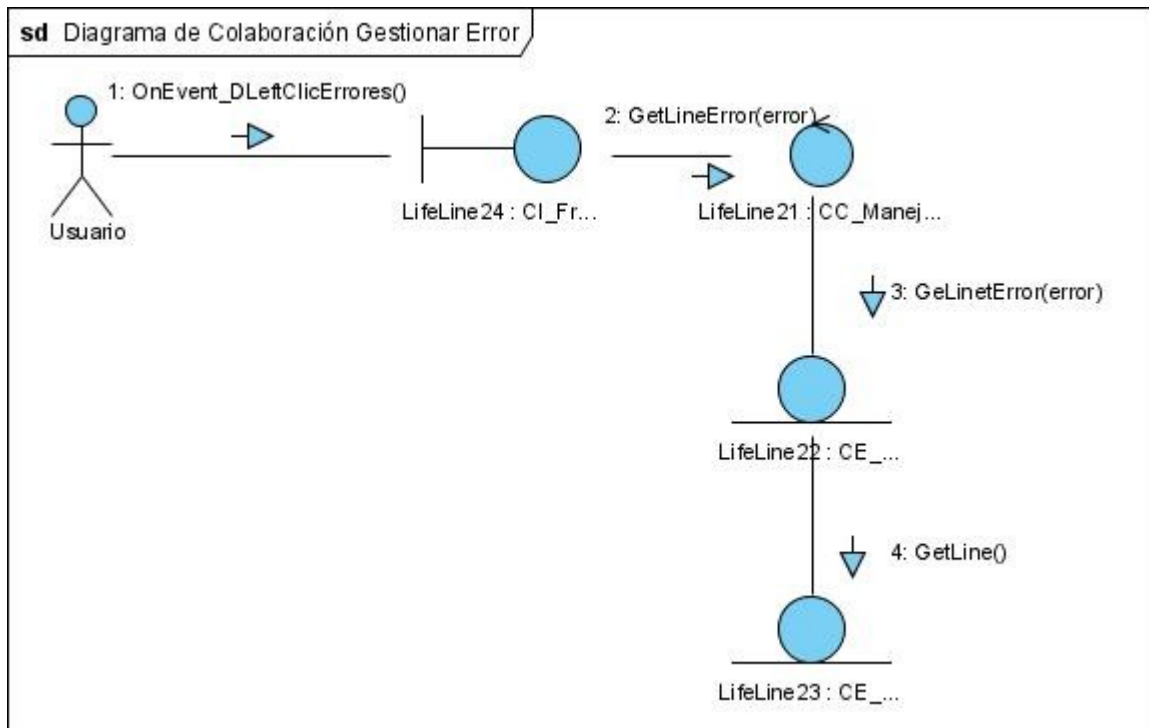 sd Diagrama de Colaboración Gestionar Error
1: OnEvent_DLeftClicErrores()
2: GetLineError(error)
Usuario
LifeLine24 : CI_Fr...
LifeLine21 : CC_Manej...
3: GeLinetError(error)
LifeLine22 : CE_...
4: GetLine()
LifeLine23 : CE_...